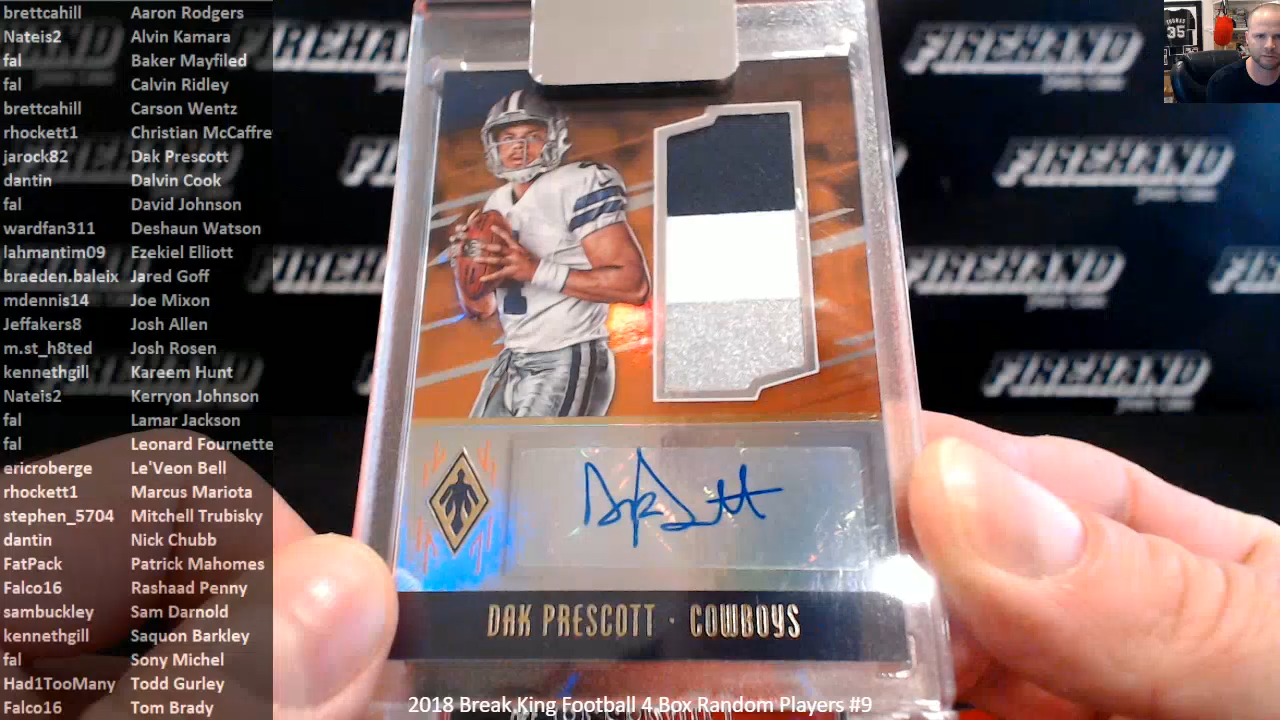 brettcahill Aaron Rodgers
Nateis2 Alvin Kamara
fal Baker Mayfiled
fal Calvin Ridley
brettcahill Carson Wentz
rhockett1 Christian McCaffre
jarock82 Dak Prescott
dantin Dalvin Cook
fal David Johnson
wardfan311 Deshaun Watson
lahmantim09 Ezekiel Elliott
braeden.baleix Jared Goff
mdennis14 Joe Mixon
Jeffakers8 Josh Allen
m.st_h8ted Josh Rosen
kennethgill Kareem Hunt
Nateis2 Kerryon Johnson
fal Lamar Jackson
fal Leonard Fournette
ericroberge Le'Veon Bell
rhockett1 Marcus Mariota
stephen_5704 Mitchell Trubisky
dantin Nick Chubb
FatPack Patrick Mahomes
Falco16 Rashaad Penny
sambuckley Sam Darnold
kennethgill Saquon Barkley
fal Sony Michel
Had1TooMany Todd Gurley
Falco16 Tom Brady
FIREHAND
FIREHAND
FIREHAND
FIREHAND
FIREHAND
35
DAK PRESCOTT · COWBOYS
2018 Break King Football 4 Box Random Players #9